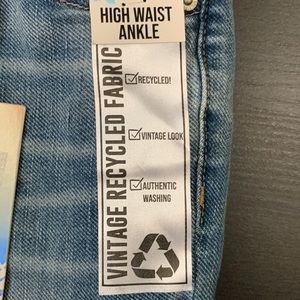 HIGH WAIST
ANKLE
VINTAGE RECYCLED FABRIC
RECYCLED!
VINTAGE LOOK
AUTHENTIC
WASHING